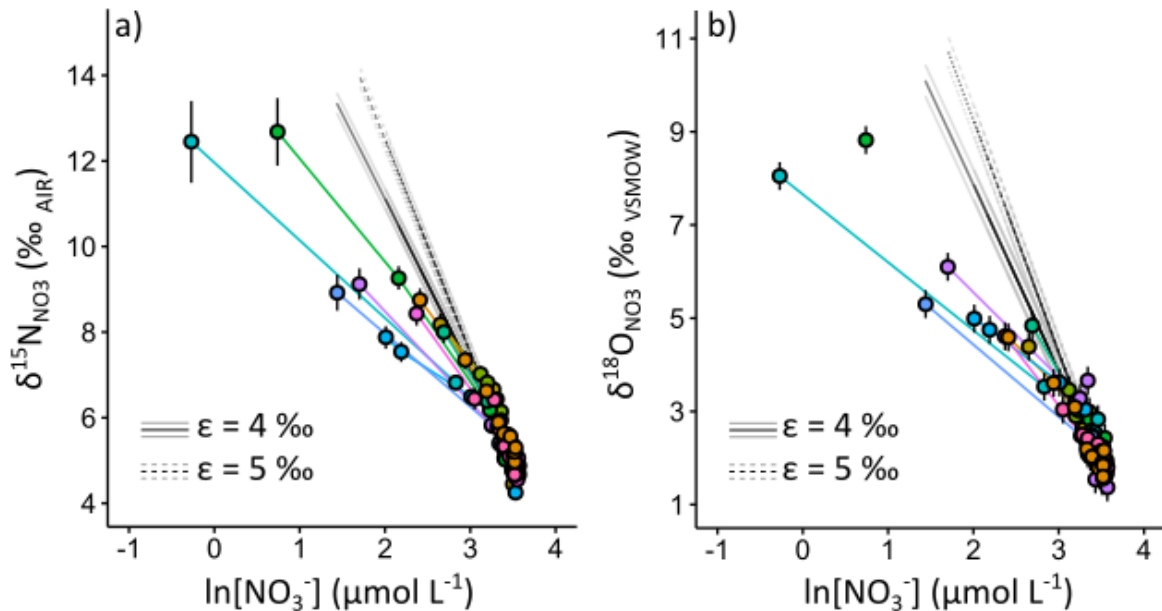 a)
δ¹⁵N_NO3 (‰ AIR)
14
12
10
8
6
4
ε = 4 ‰
ε = 5 ‰
-1 0 1 2 3 4
ln[NO₃⁻] (μmol L⁻¹)
b)
δ¹⁸O_NO3 (‰ VSMOW)
11
9
7
5
3
1
ε = 4 ‰
ε = 5 ‰
-1 0 1 2 3 4
ln[NO₃⁻] (μmol L⁻¹)